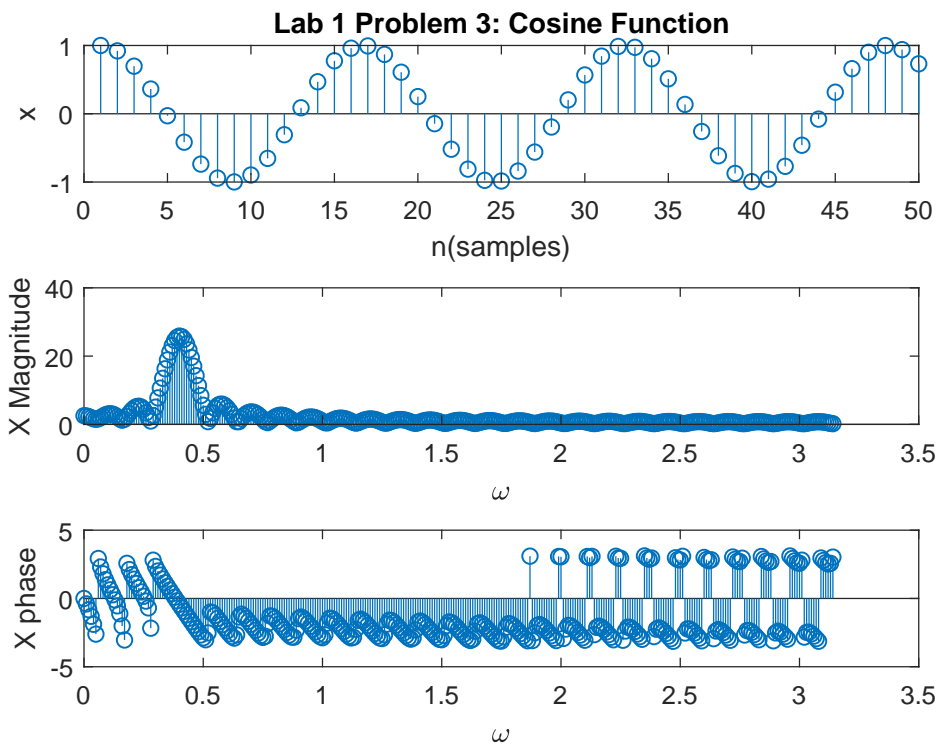 Lab 1 Problem 3: Cosine Function
1
0
-1
x
0 5 10 15 20 25 30 35 40 45 50
n(samples)
40
20
0
X Magnitude
0 0.5 1 1.5 2 2.5 3 3.5
ω
5
0
-5
X phase
0 0.5 1 1.5 2 2.5 3 3.5
ω